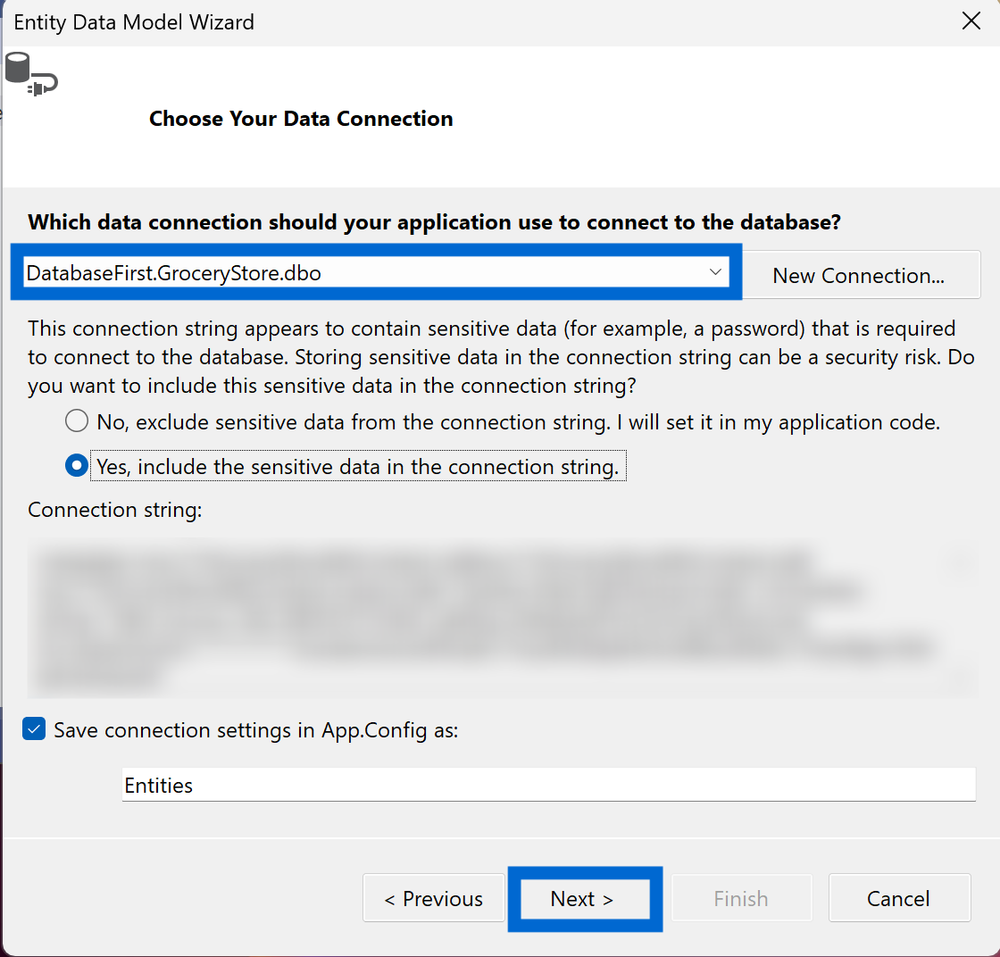 Entity Data Model Wizard
Choose Your Data Connection
Which data connection should your application use to connect to the database?
DatabaseFirst.GroceryStore.dbo
New Connection...
This connection string appears to contain sensitive data (for example, a password) that is required
to connect to the database. Storing sensitive data in the connection string can be a security risk. Do
you want to include this sensitive data in the connection string?
No, exclude sensitive data from the connection string. I will set it in my application code.
Yes, include the sensitive data in the connection string.
Connection string:
Save connection settings in App.Config as:
Entities
< Previous
Next >
Finish
Cancel